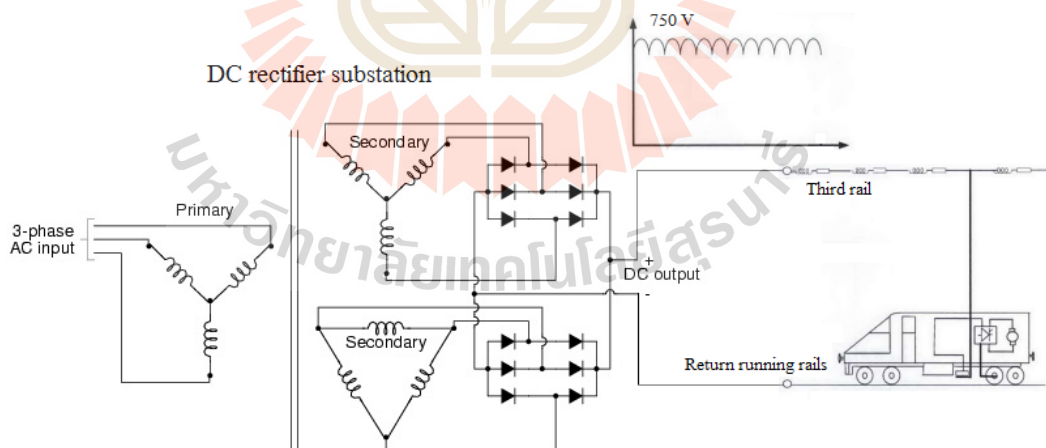 750 V
DC rectifier substation
Secondary
Primary
3-phase
AC input
Third rail
+
DC output
-
Secondary
Return running rails
มหาวิทยาลัยเทคโนโลยีสุรนารี